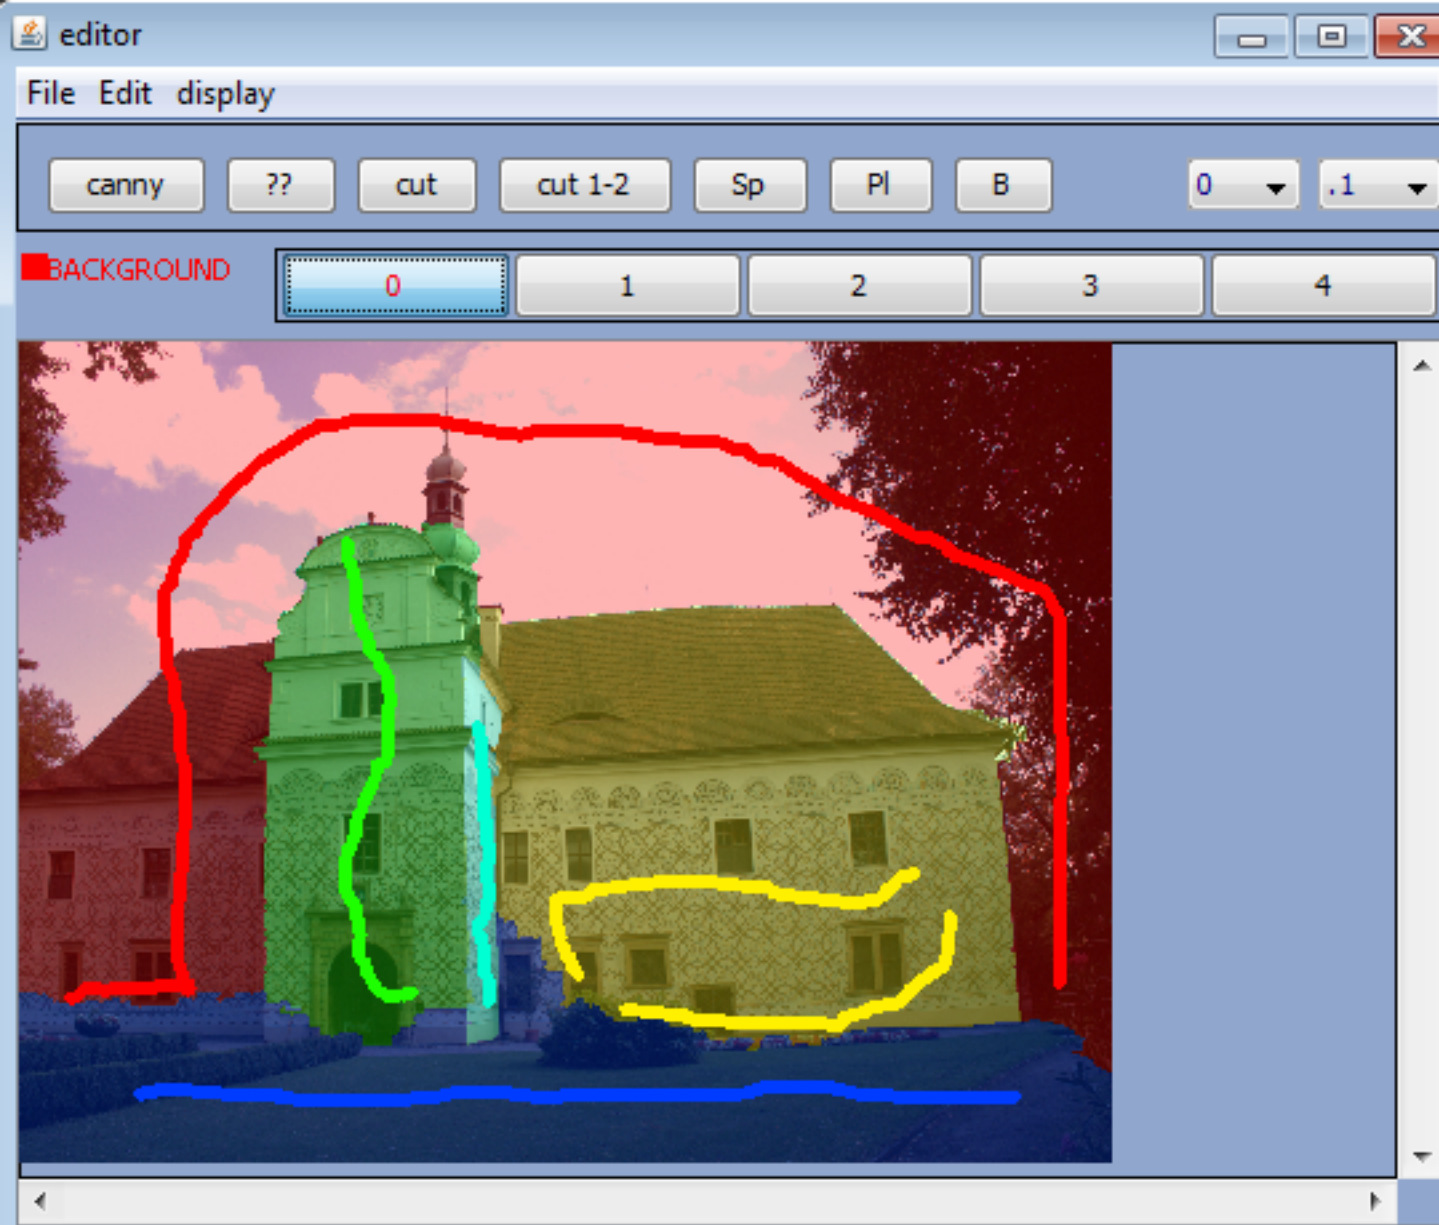 editor
File Edit display
canny ?? cut cut 1-2 Sp Pl B 0 .1
BACKGROUND 0 1 2 3 4